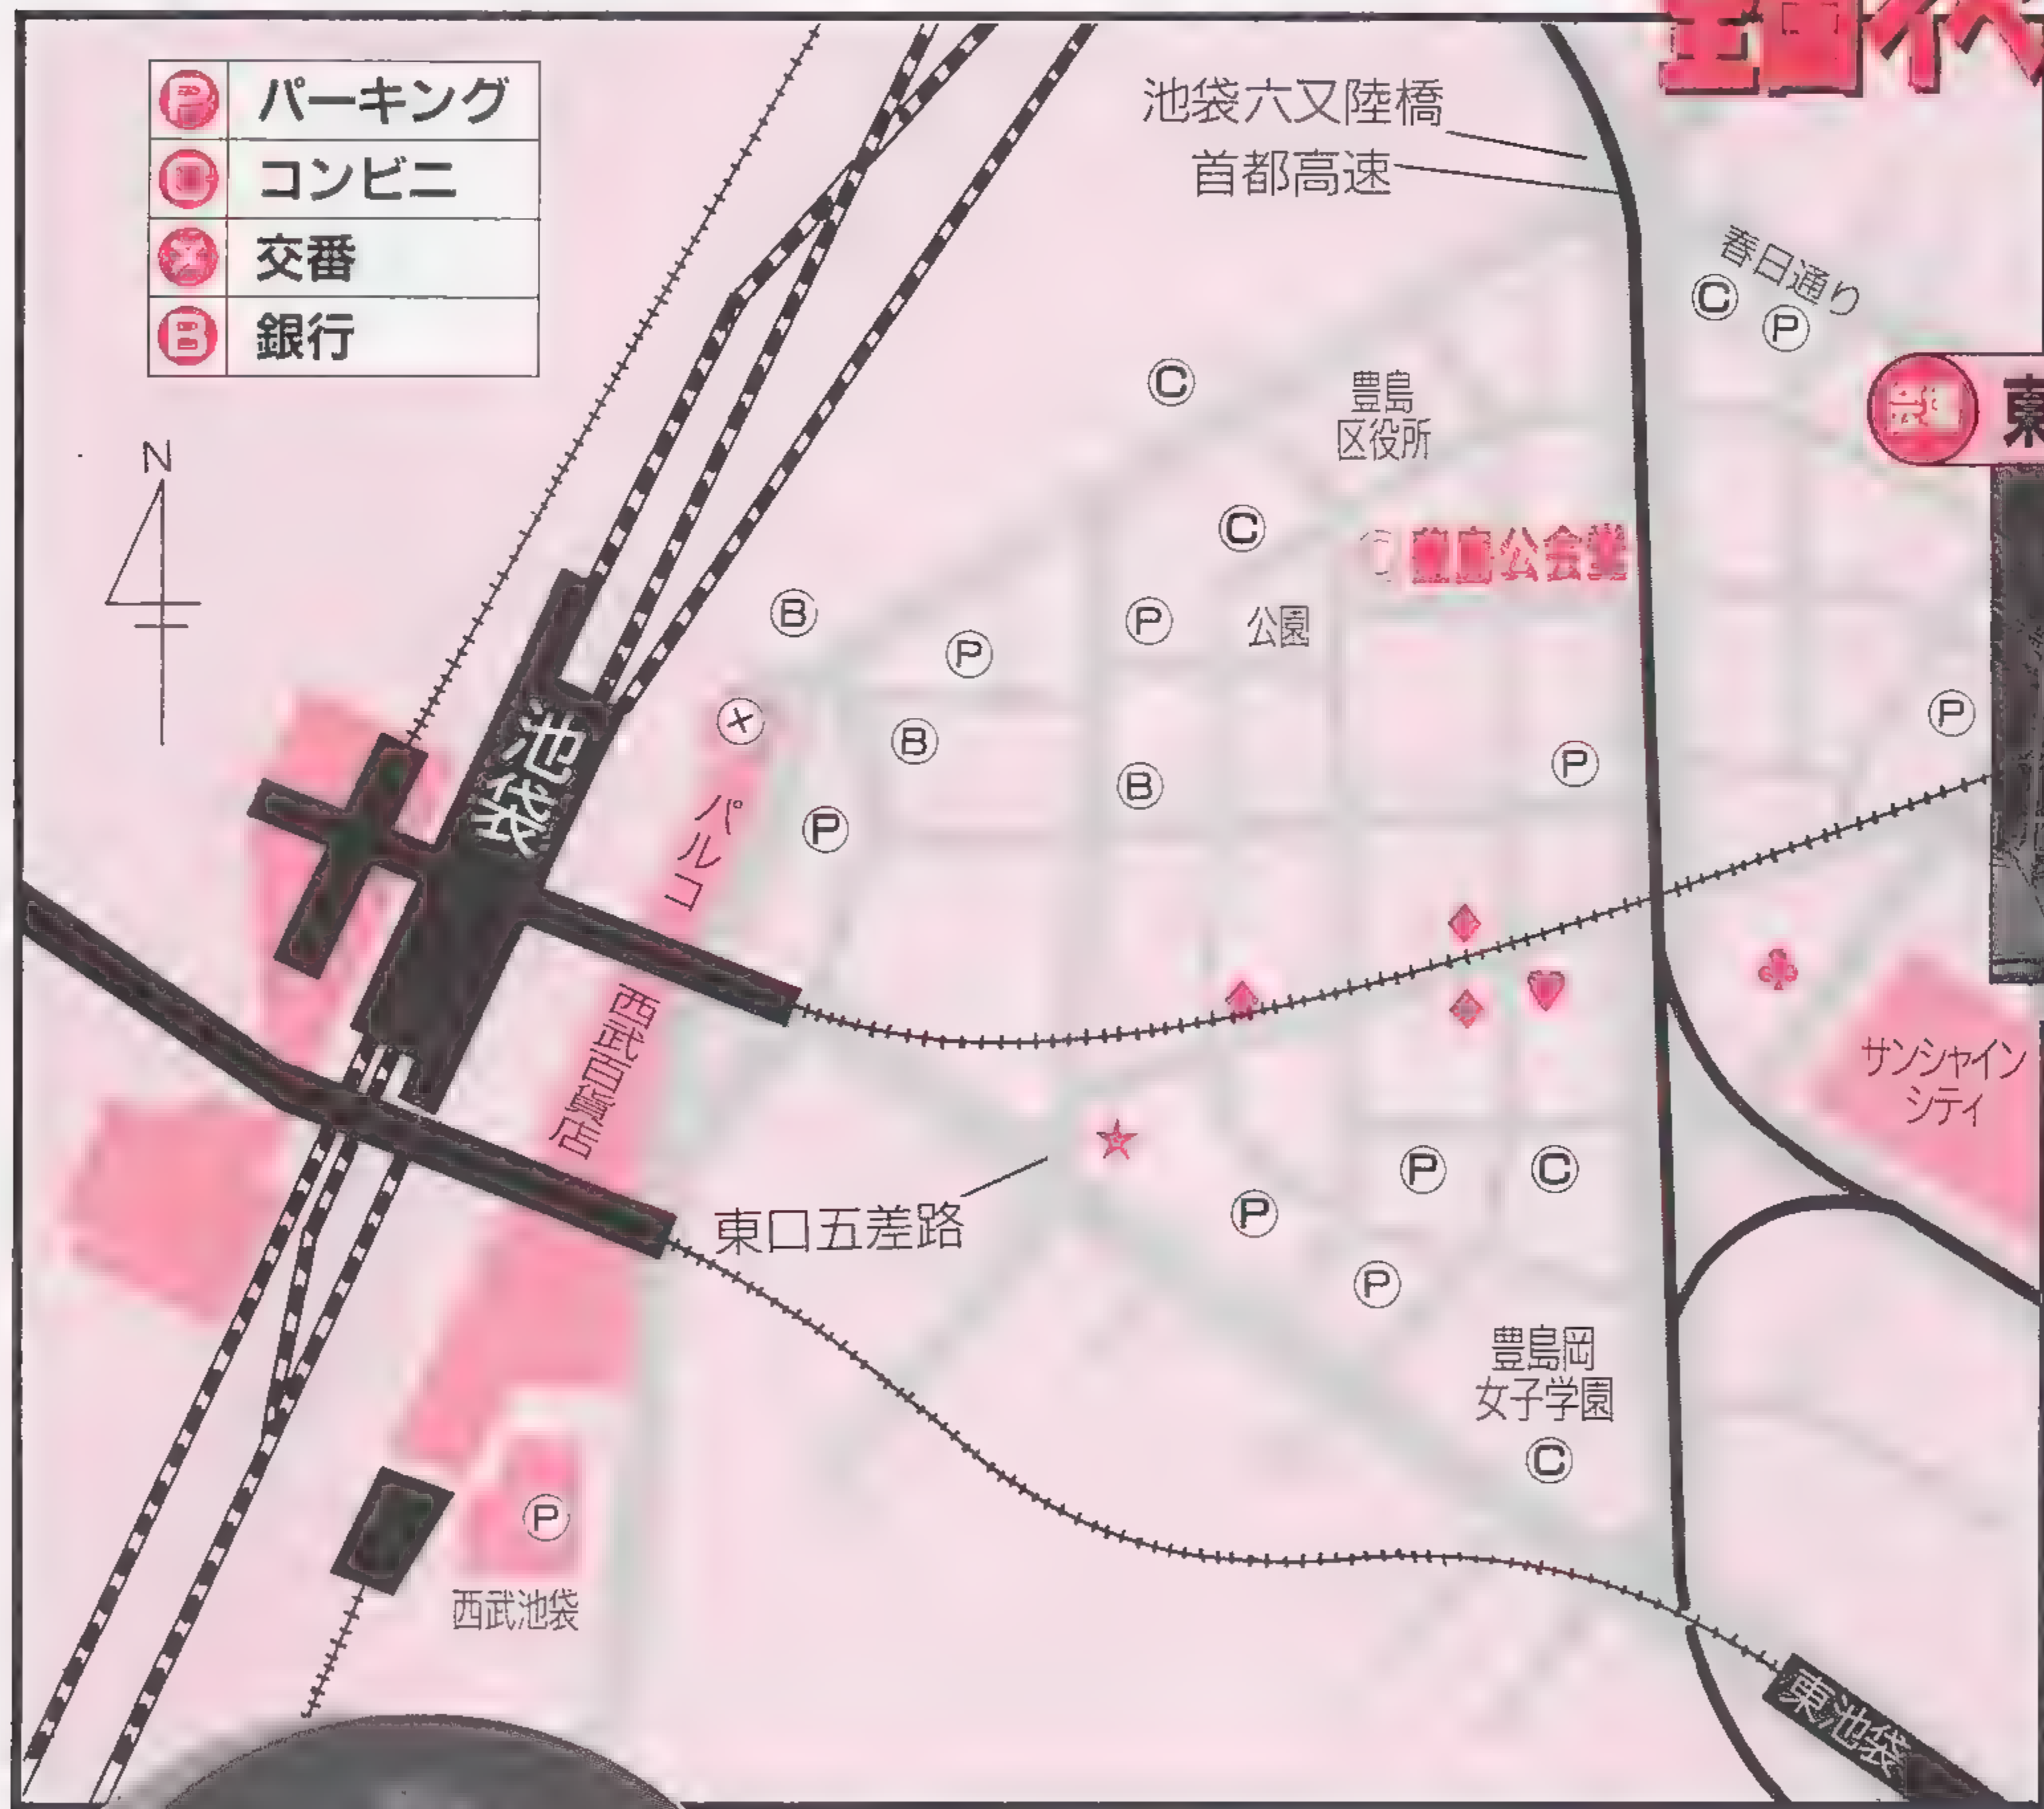 P パーキング
C コンビニ
交番
B 銀行
N
池袋六又陸橋
首都高速
春日通り
C
P
C
豊島
区役所
C
豊島公会堂
B
P
P
公園
池袋
B
P
B
P
パルコ
P
西武百貨店
サンシャイン
シティ
東口五差路
P
C
P
P
豊島岡
女子学園
C
P
西武池袋
東池袋